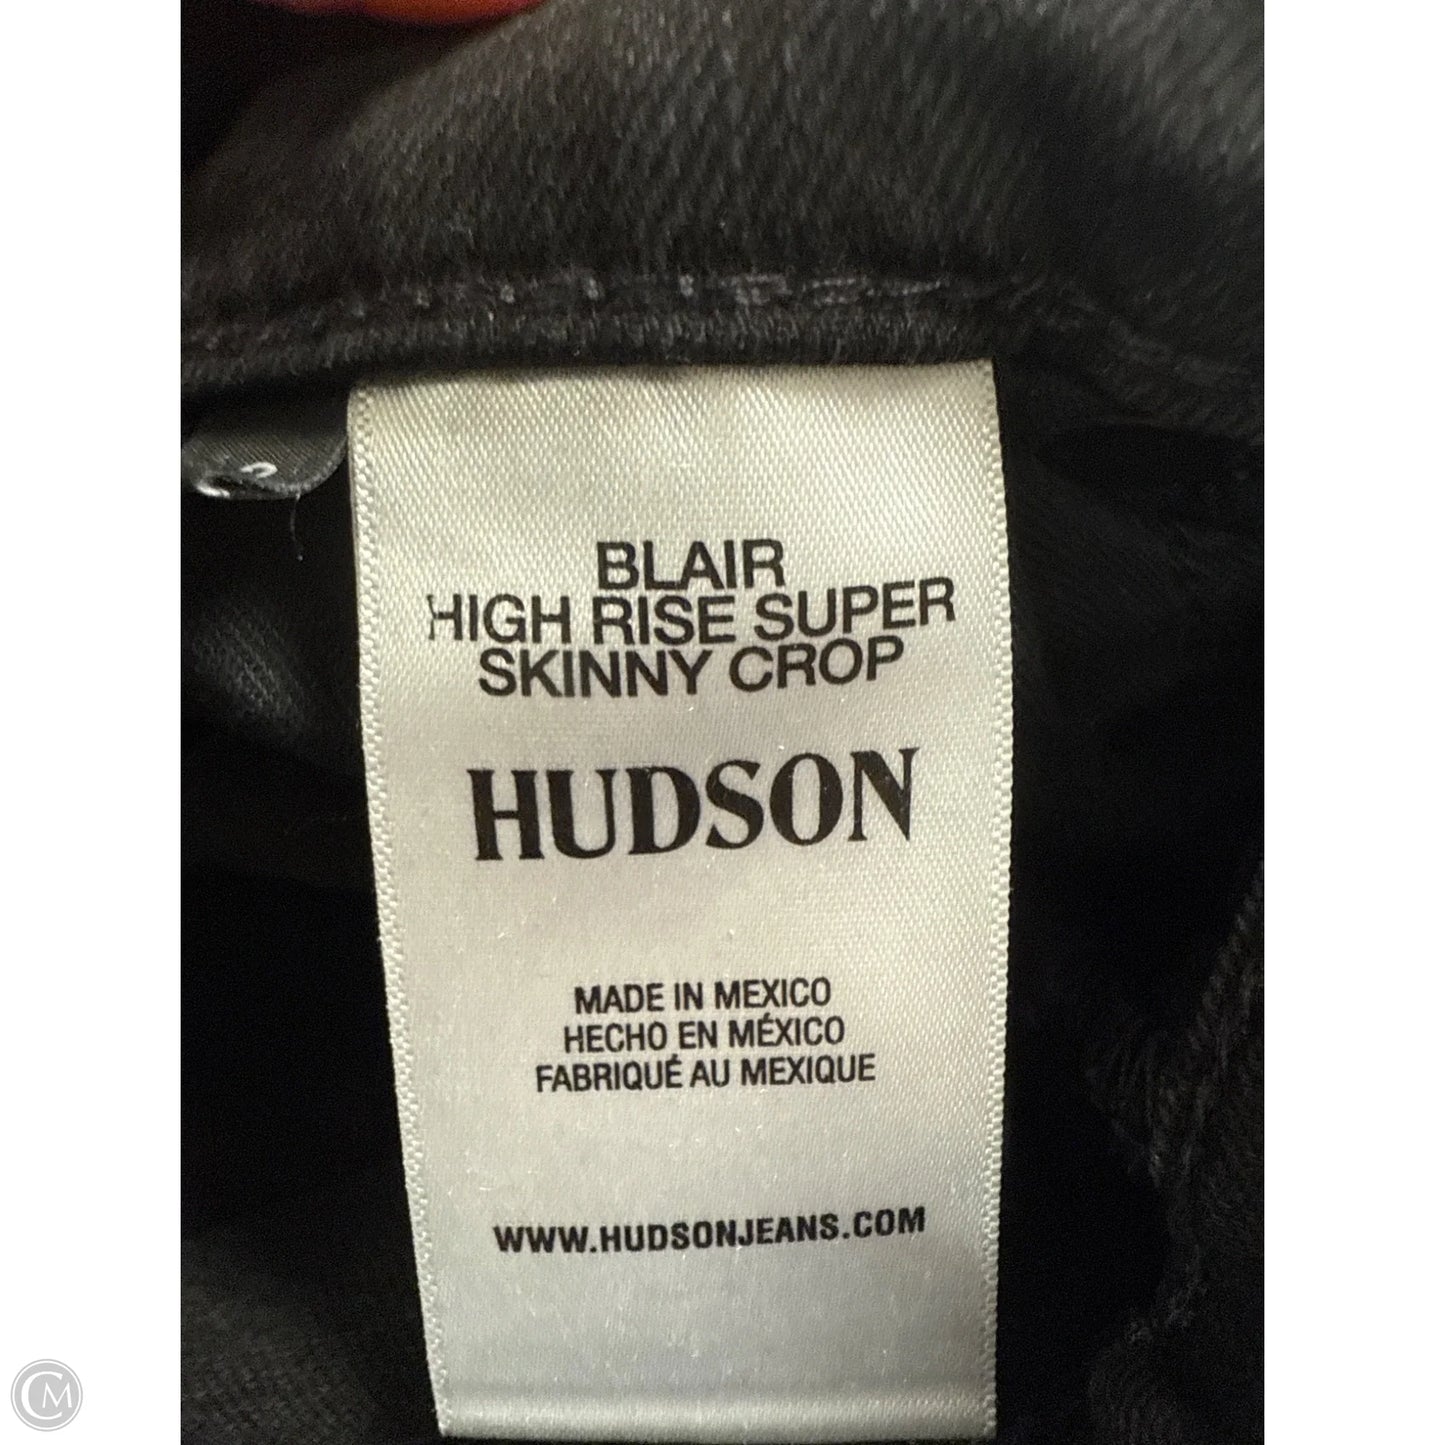 BLAIR
HIGH RISE SUPER
SKINNY CROP
HUDSON
MADE IN MEXICO
HECHO EN MÉXICO
FABRIQUÉ AU MEXIQUE
WWW.HUDSONJEANS.COM
CM